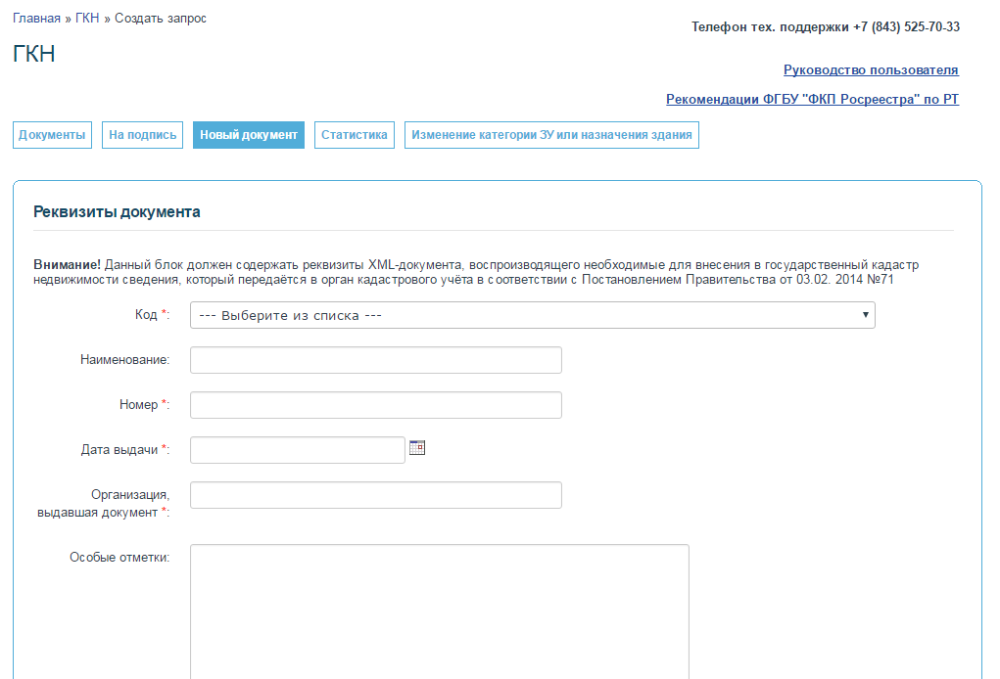 Главная » ГКН » Создать запрос
Телефон тех. поддержки +7 (843) 525-70-33
ГКН
Руководство пользователя
Рекомендации ФГБУ "ФКП Росреестра" по РТ
Документы На подпись Новый документ Статистика Изменение категории ЗУ или назначения здания
Реквизиты документа
Внимание! Данный блок должен содержать реквизиты XML-документа, воспроизводящего необходимые для внесения в государственный кадастр
недвижимости сведения, который передаётся в орган кадастрового учёта в соответствии с Постановлением Правительства от 03.02. 2014 №71
Код *: --- Выберите из списка ---
Наименование:
Номер *:
Дата выдачи *:
Организация,
выдавшая документ *:
Особые отметки: